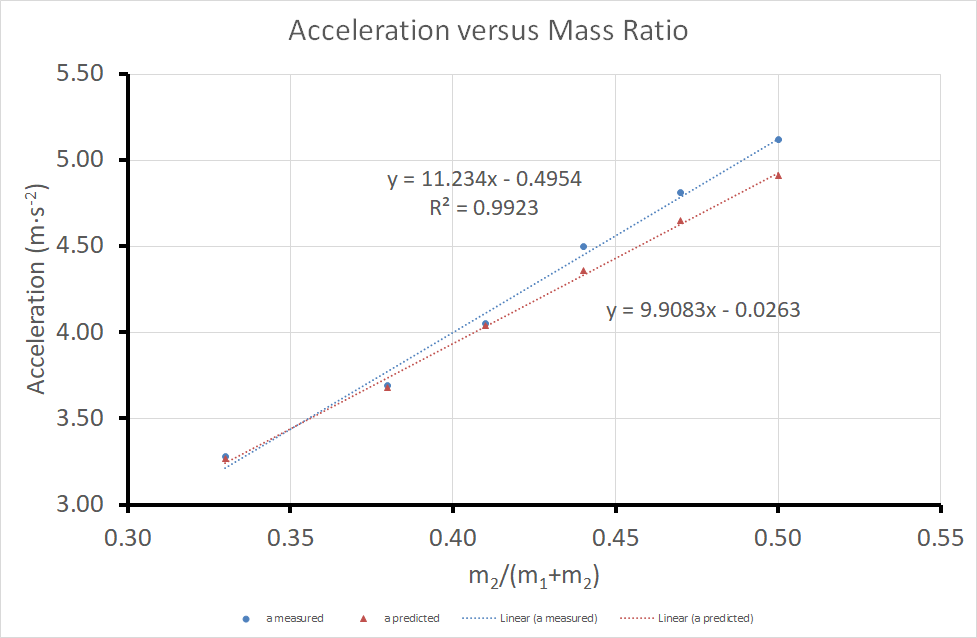 Acceleration versus Mass Ratio
5.50
5.00
4.50
4.00
3.50
3.00
Acceleration (m·s⁻²)
y = 11.234x - 0.4954
R² = 0.9923
y = 9.9083x - 0.0263
0.30 0.35 0.40 0.45 0.50 0.55
m₂/(m₁+m₂)
a measured a predicted Linear (a measured) Linear (a predicted)